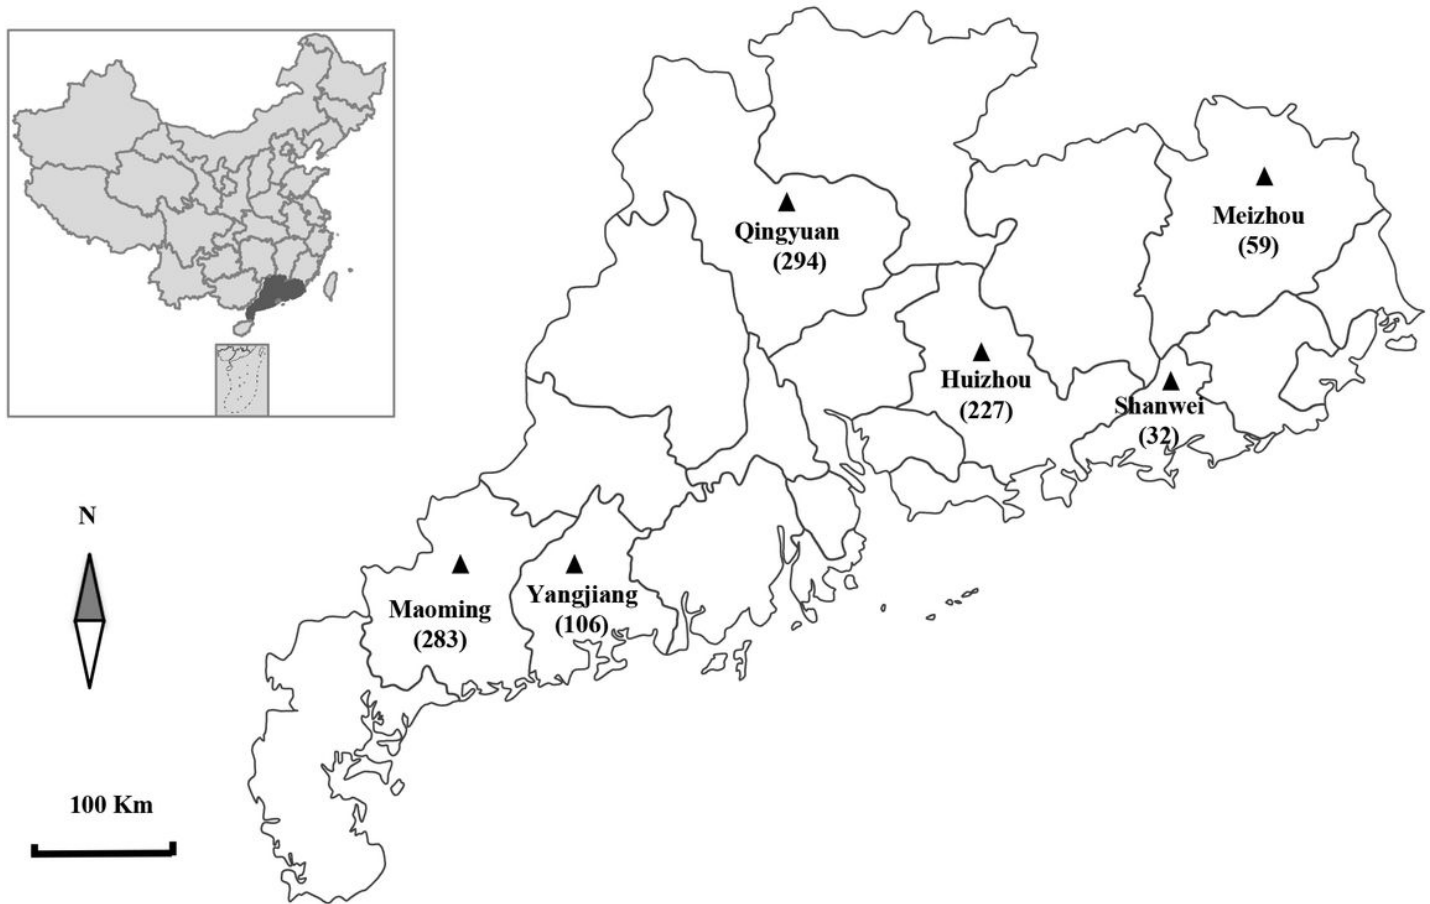 Qingyuan
(294)
Meizhou
(59)
Huizhou
(227)
Shanwei
(32)
N
Maoming
(283)
Yangjiang
(106)
100 Km